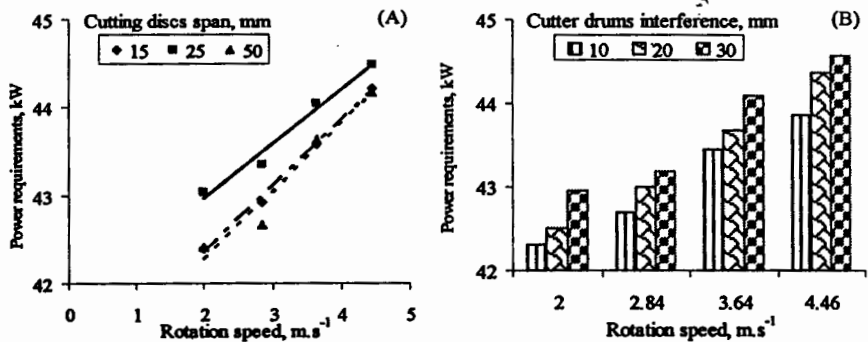 Cutting discs span, mm
(A)
15 25 50
Power requirements, kW
45
44
43
42
0 1 2 3 4 5
Rotation speed, m.s-1
Cutter drums interference, mm
(B)
10 20 30
Power requirements, kW
45
44
43
42
2 2.84 3.64 4.46
Rotation speed, m.s-1